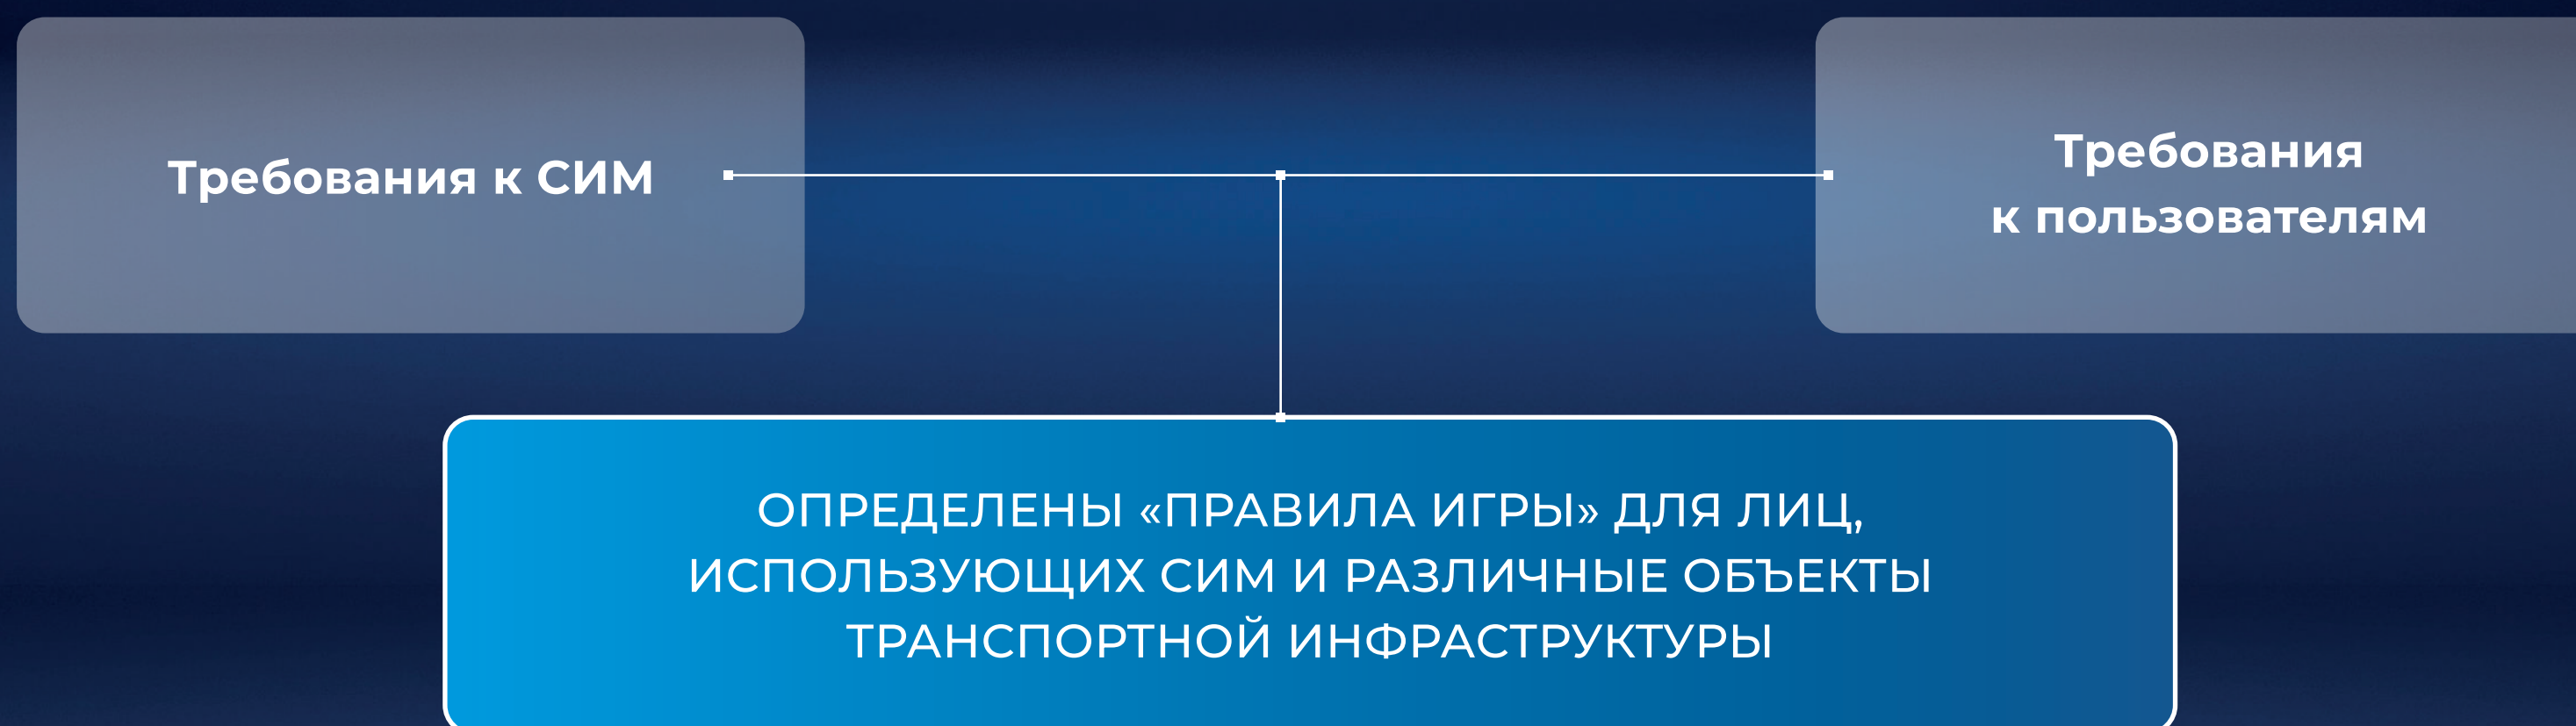 Требования к СИМ
Требования
к пользователям
ОПРЕДЕЛЕНЫ «ПРАВИЛА ИГРЫ» ДЛЯ ЛИЦ,
ИСПОЛЬЗУЮЩИХ СИМ И РАЗЛИЧНЫЕ ОБЪЕКТЫ
ТРАНСПОРТНОЙ ИНФРАСТРУКТУРЫ